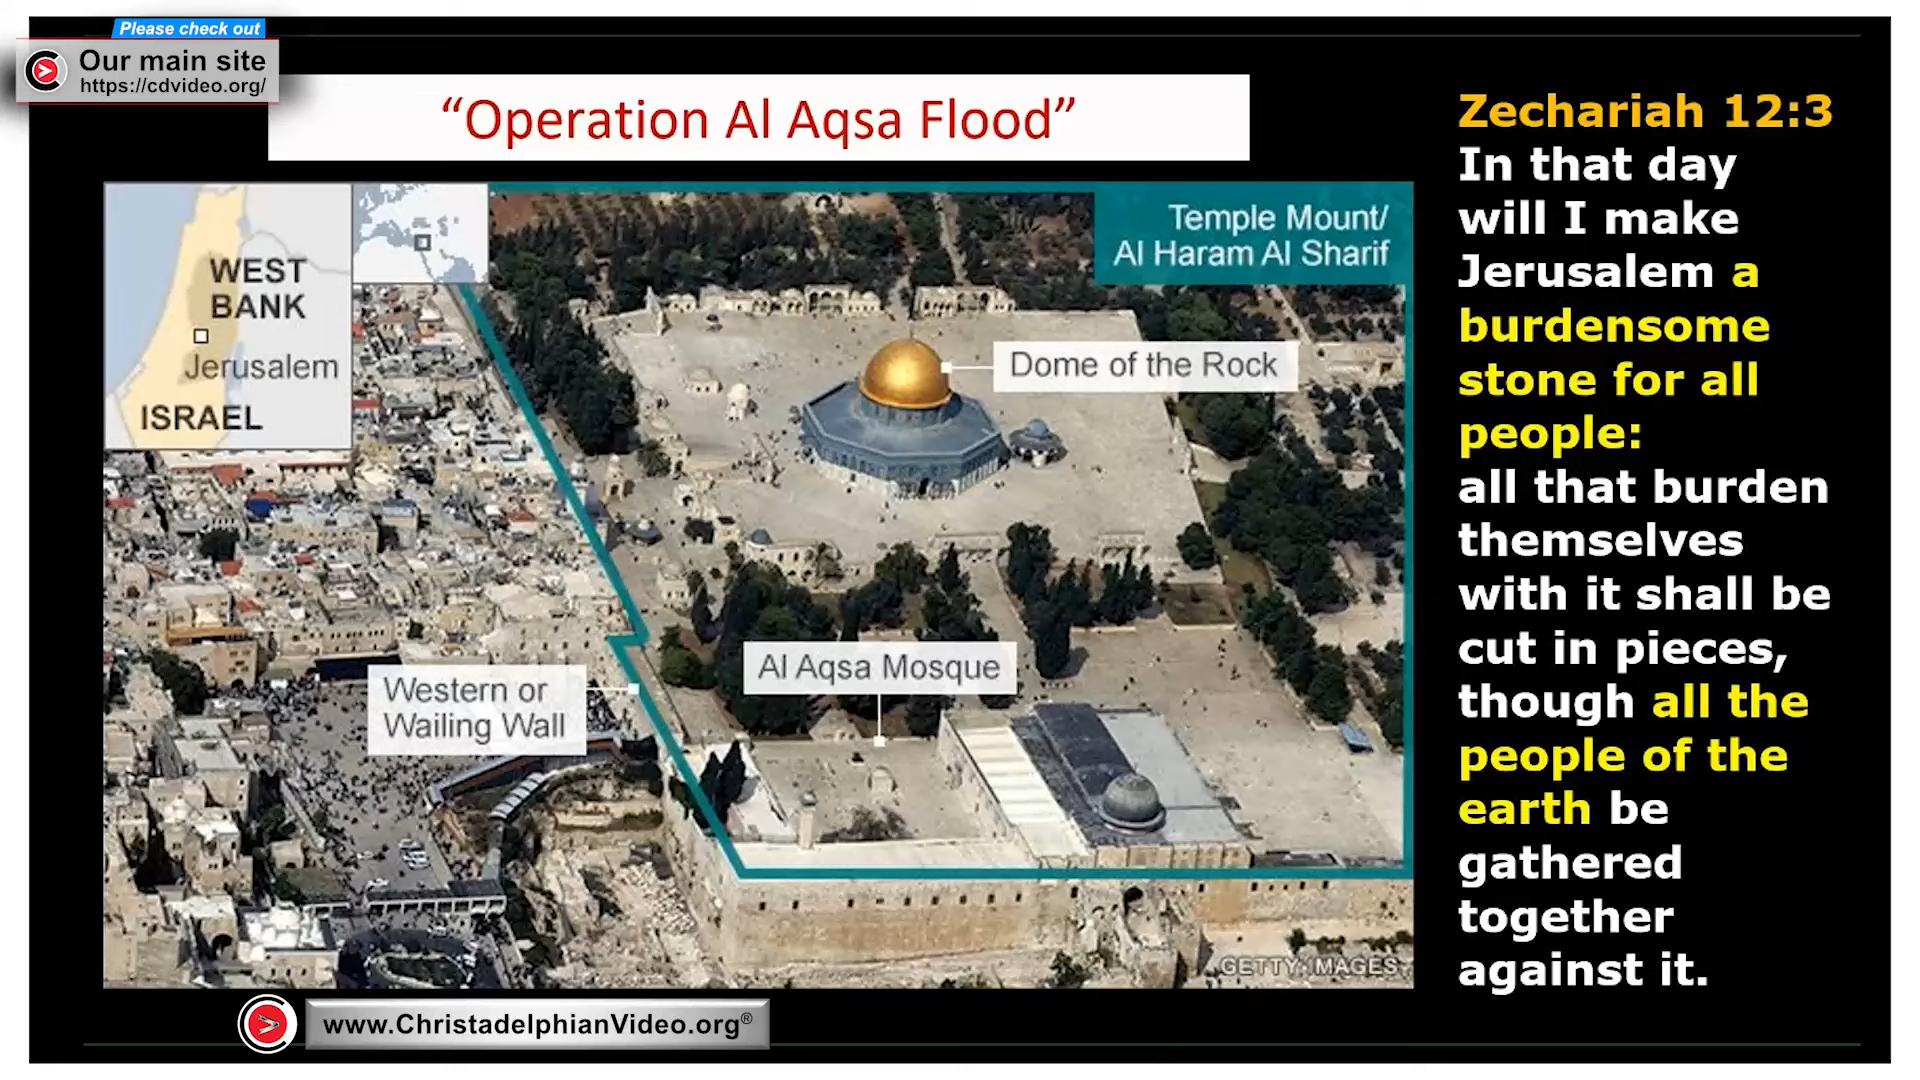 Please check out
Our main site
https://cdvideo.org/
“Operation Al Aqsa Flood”
WEST
BANK
Jerusalem
ISRAEL
Temple Mount/
Al Haram Al Sharif
Dome of the Rock
Western or
Wailing Wall
Al Aqsa Mosque
GETTY IMAGES
Zechariah 12:3
In that day
will I make
Jerusalem a
burdensome
stone for all
people:
all that burden
themselves
with it shall be
cut in pieces,
though all the
people of the
earth be
gathered
together
against it.
www.ChristadelphianVideo.org®